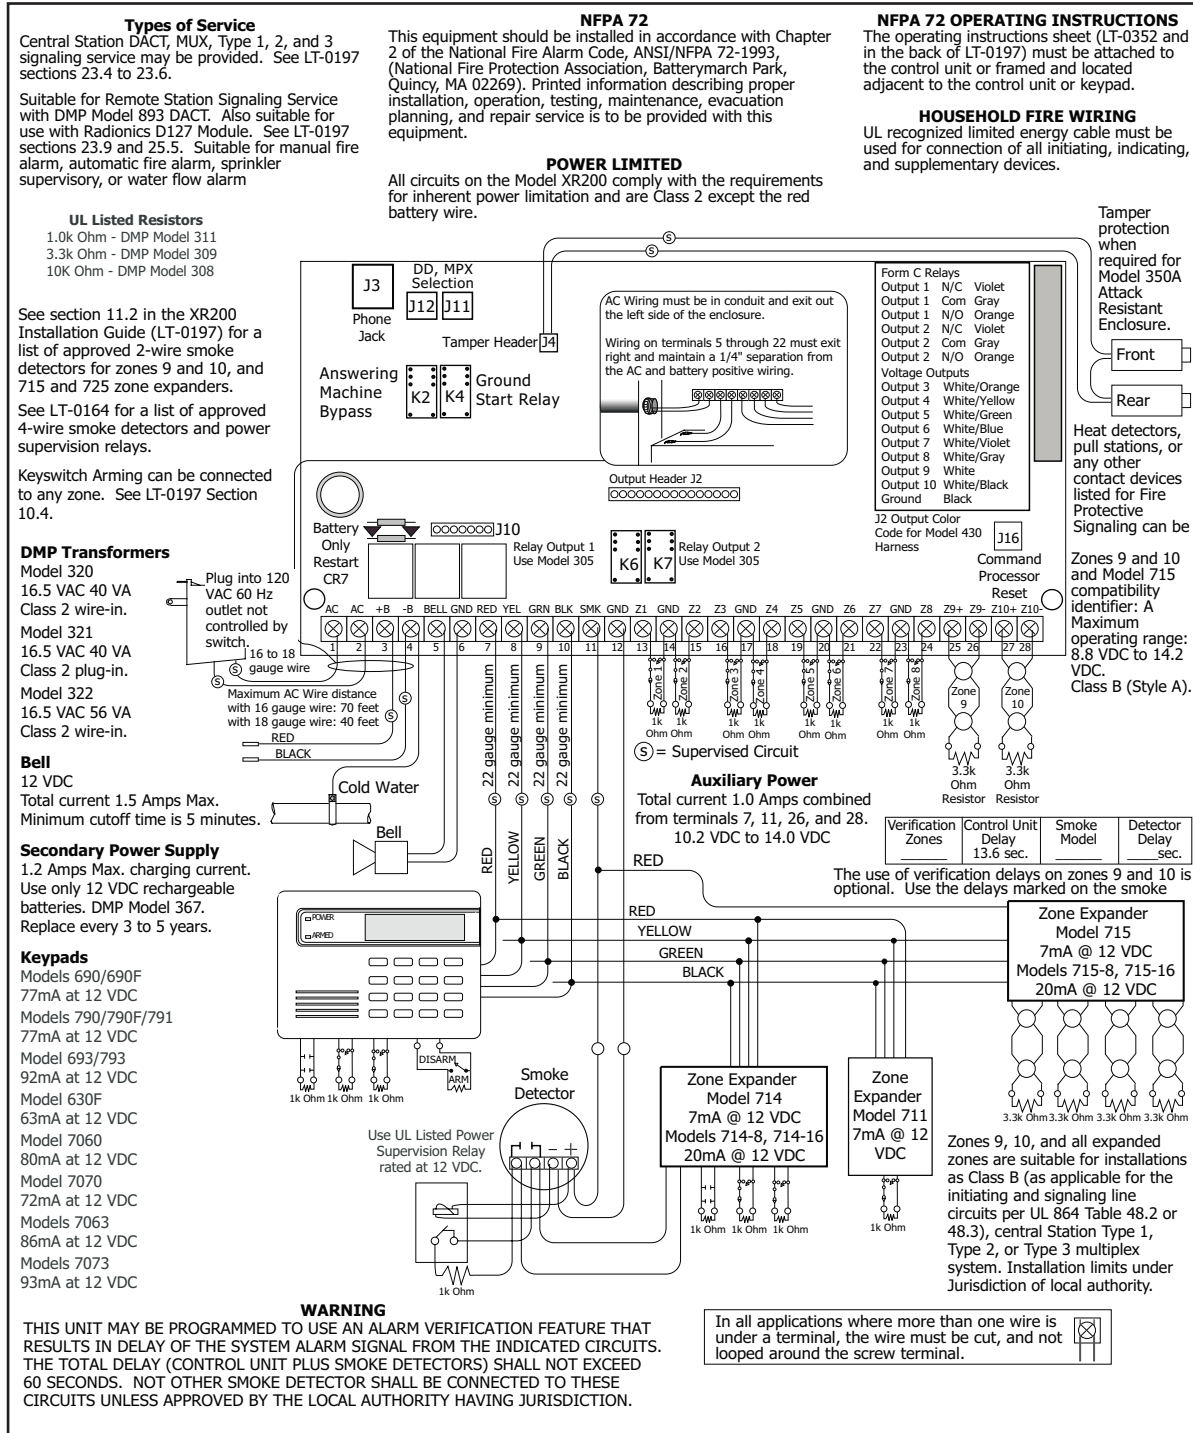 Types of Service
Central Station DACT, MUX, Type 1, 2, and 3
signaling service may be provided. See LT-0197
sections 23.4 to 23.6.
Suitable for Remote Station Signaling Service
with DMP Model 893 DACT. Also suitable for
use with Radionics D127 Module. See LT-0197
sections 23.9 and 25.5. Suitable for manual fire
alarm, automatic fire alarm, sprinkler
supervisory, or water flow alarm
UL Listed Resistors
1.0k Ohm - DMP Model 311
3.3k Ohm - DMP Model 309
10K Ohm - DMP Model 308
See section 11.2 in the XR200
Installation Guide (LT-0197) for a
list of approved 2-wire smoke
detectors for zones 9 and 10, and
715 and 725 zone expanders.
See LT-0164 for a list of approved
4-wire smoke detectors and power
supervision relays.
Keyswitch Arming can be connected
to any zone. See LT-0197 Section
10.4.
DMP Transformers
Model 320
16.5 VAC 40 VA
Class 2 wire-in.
Model 321
16.5 VAC 40 VA
Class 2 plug-in.
Model 322
16.5 VAC 56 VA
Class 2 wire-in.
Bell
12 VDC
Total current 1.5 Amps Max.
Minimum cutoff time is 5 minutes.
Secondary Power Supply
1.2 Amps Max. charging current.
Use only 12 VDC rechargeable
batteries. DMP Model 367.
Replace every 3 to 5 years.
Keypads
Models 690/690F
77mA at 12 VDC
Models 790/790F/791
77mA at 12 VDC
Model 693/793
92mA at 12 VDC
Model 630F
63mA at 12 VDC
Model 7060
80mA at 12 VDC
Model 7070
72mA at 12 VDC
Models 7063
86mA at 12 VDC
Models 7073
93mA at 12 VDC
NFPA 72
This equipment should be installed in accordance with Chapter
2 of the National Fire Alarm Code, ANSI/NFPA 72-1993,
(National Fire Protection Association, Batterymarch Park,
Quincy, MA 02269). Printed information describing proper
installation, operation, testing, maintenance, evacuation
planning, and repair service is to be provided with this
equipment.
POWER LIMITED
All circuits on the Model XR200 comply with the requirements
for inherent power limitation and are Class 2 except the red
battery wire.
NFPA 72 OPERATING INSTRUCTIONS
The operating instructions sheet (LT-0352 and
in the back of LT-0197) must be attached to
the control unit or framed and located
adjacent to the control unit or keypad.
HOUSEHOLD FIRE WIRING
UL recognized limited energy cable must be
used for connection of all initiating, indicating,
and supplementary devices.
S
S
Tamper
protection
when
required for
Model 350A
Attack
Resistant
Enclosure.
Front
Rear
Heat detectors,
pull stations, or
any other
contact devices
listed for Fire
Protective
Signaling can be
Zones 9 and 10
and Model 715
compatibility
identifier: A
Maximum
operating range:
8.8 VDC to 14.2
VDC.
Class B (Style A).
J3
Phone
Jack
DD, MPX
Selection
J12 J11
Tamper Header J4
Answering
Machine
Bypass
K2 K4
Ground
Start Relay
AC Wiring must be in conduit and exit out
the left side of the enclosure.
Wiring on terminals 5 through 22 must exit
right and maintain a 1/4" separation from
the AC and battery positive wiring.
Output Header J2
Form C Relays
Output 1 N/C Violet
Output 1 Com Gray
Output 1 N/O Orange
Output 2 N/C Violet
Output 2 Com Gray
Output 2 N/O Orange
Voltage Outputs
Output 3 White/Orange
Output 4 White/Yellow
Output 5 White/Green
Output 6 White/Blue
Output 7 White/Violet
Output 8 White/Gray
Output 9 White
Output 10 White/Black
Ground Black
J2 Output Color
Code for Model 430
Harness
J16
Command
Processor
Reset
Battery
Only
Restart
CR7
J10
Relay Output 1
Use Model 305
K6 K7
Relay Output 2
Use Model 305
AC AC +B -B BELL GND RED YEL GRN BLK SMK GND Z1 GND Z2 Z3 GND Z4 Z5 GND Z6 Z7 GND Z8 Z9+ Z9- Z10+ Z10-
1 2 3 4 5 6 7 8 9 10 11 12 13 14 15 16 17 18 19 20 21 22 23 24 25 26 27 28
Plug into 120
VAC 60 Hz
outlet not
controlled by
switch.
16 to 18
gauge wire
S
S
Maximum AC Wire distance
with 16 gauge wire: 70 feet
with 18 gauge wire: 40 feet
S
S
RED
BLACK
Cold Water
Bell
22 gauge minimum
22 gauge minimum
22 gauge minimum
22 gauge minimum
S S S S S
RED
YELLOW
GREEN
BLACK
Zone 1 Zone 2 Zone 3 Zone 4 Zone 5 Zone 6 Zone 7 Zone 8
1k Ohm 1k Ohm 1k Ohm 1k Ohm 1k Ohm 1k Ohm 1k Ohm 1k Ohm
Zone 9
Zone 10
3.3k Ohm Resistor
3.3k Ohm Resistor
S = Supervised Circuit
Auxiliary Power
Total current 1.0 Amps combined
from terminals 7, 11, 26, and 28.
10.2 VDC to 14.0 VDC
Verification Zones ______
Control Unit Delay 13.6 sec.
Smoke Model ______
Detector Delay ____sec.
The use of verification delays on zones 9 and 10 is
optional. Use the delays marked on the smoke
RED
RED
YELLOW
GREEN
BLACK
POWER
ARMED
1k Ohm 1k Ohm 1k Ohm
DISARM
ARM
Smoke
Detector
- +
Use UL Listed Power
Supervision Relay
rated at 12 VDC.
1k Ohm
Zone Expander
Model 714
7mA @ 12 VDC
Models 714-8, 714-16
20mA @ 12 VDC
1k Ohm 1k Ohm 1k Ohm
Zone
Expander
Model 711
7mA @ 12
VDC
1k Ohm
Zone Expander
Model 715
7mA @ 12 VDC
Models 715-8, 715-16
20mA @ 12 VDC
3.3k Ohm 3.3k Ohm 3.3k Ohm 3.3k Ohm
Zones 9, 10, and all expanded
zones are suitable for installations
as Class B (as applicable for the
initiating and signaling line
circuits per UL 864 Table 48.2 or
48.3), central Station Type 1,
Type 2, or Type 3 multiplex
system. Installation limits under
Jurisdiction of local authority.
WARNING
THIS UNIT MAY BE PROGRAMMED TO USE AN ALARM VERIFICATION FEATURE THAT
RESULTS IN DELAY OF THE SYSTEM ALARM SIGNAL FROM THE INDICATED CIRCUITS.
THE TOTAL DELAY (CONTROL UNIT PLUS SMOKE DETECTORS) SHALL NOT EXCEED
60 SECONDS. NOT OTHER SMOKE DETECTOR SHALL BE CONNECTED TO THESE
CIRCUITS UNLESS APPROVED BY THE LOCAL AUTHORITY HAVING JURISDICTION.
In all applications where more than one wire is
under a terminal, the wire must be cut, and not
looped around the screw terminal.